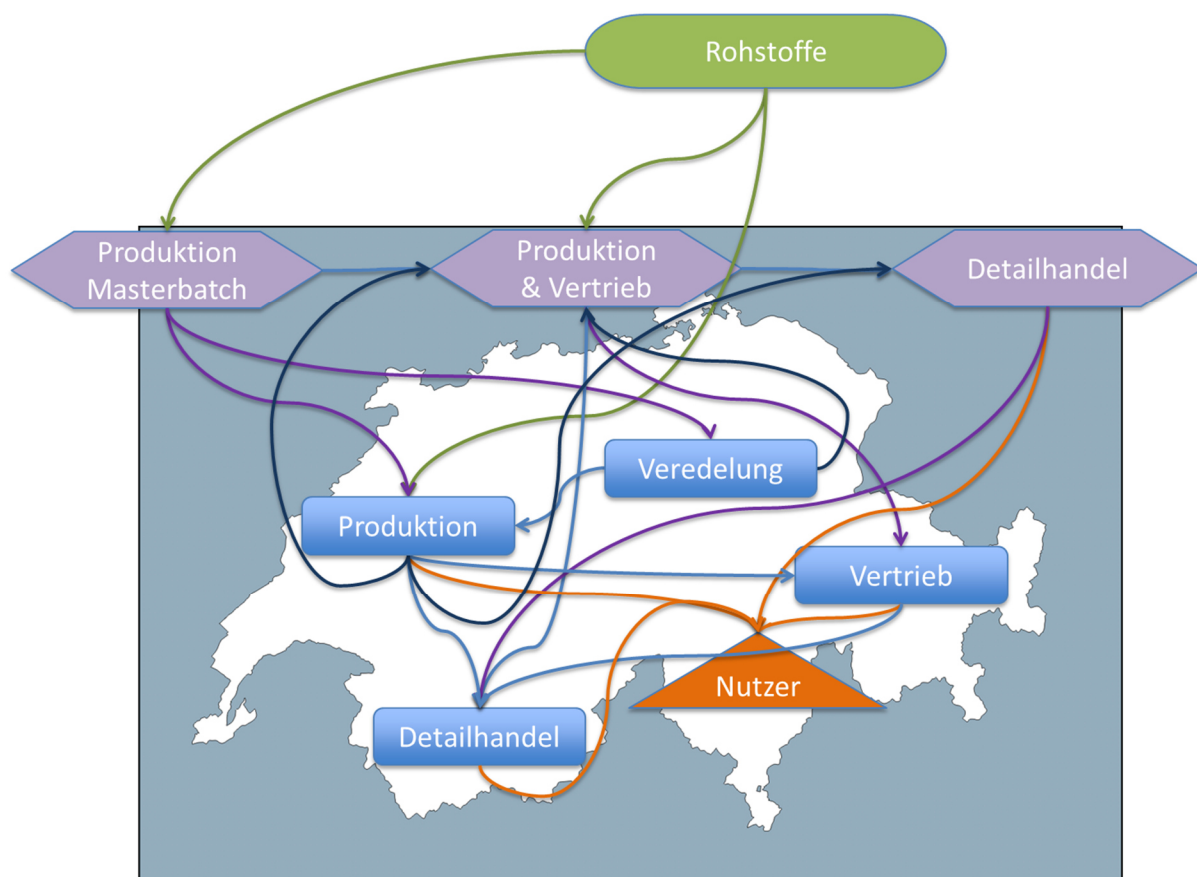 Rohstoffe
Produktion
Masterbatch
Produktion
& Vertrieb
Detailhandel
Veredelung
Produktion
Vertrieb
Nutzer
Detailhandel